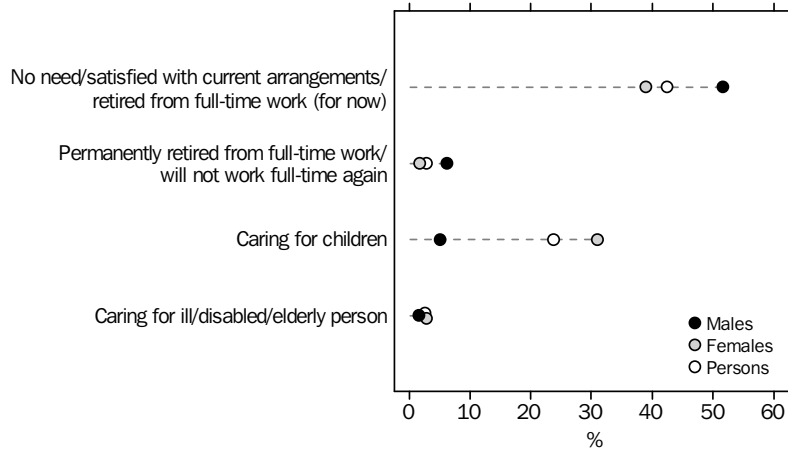 No need/satisfied with current arrangements/
retired from full-time work (for now)
Permanently retired from full-time work/
will not work full-time again
Caring for children
Caring for ill/disabled/elderly person
Males
Females
Persons
0 10 20 30 40 50 60
%